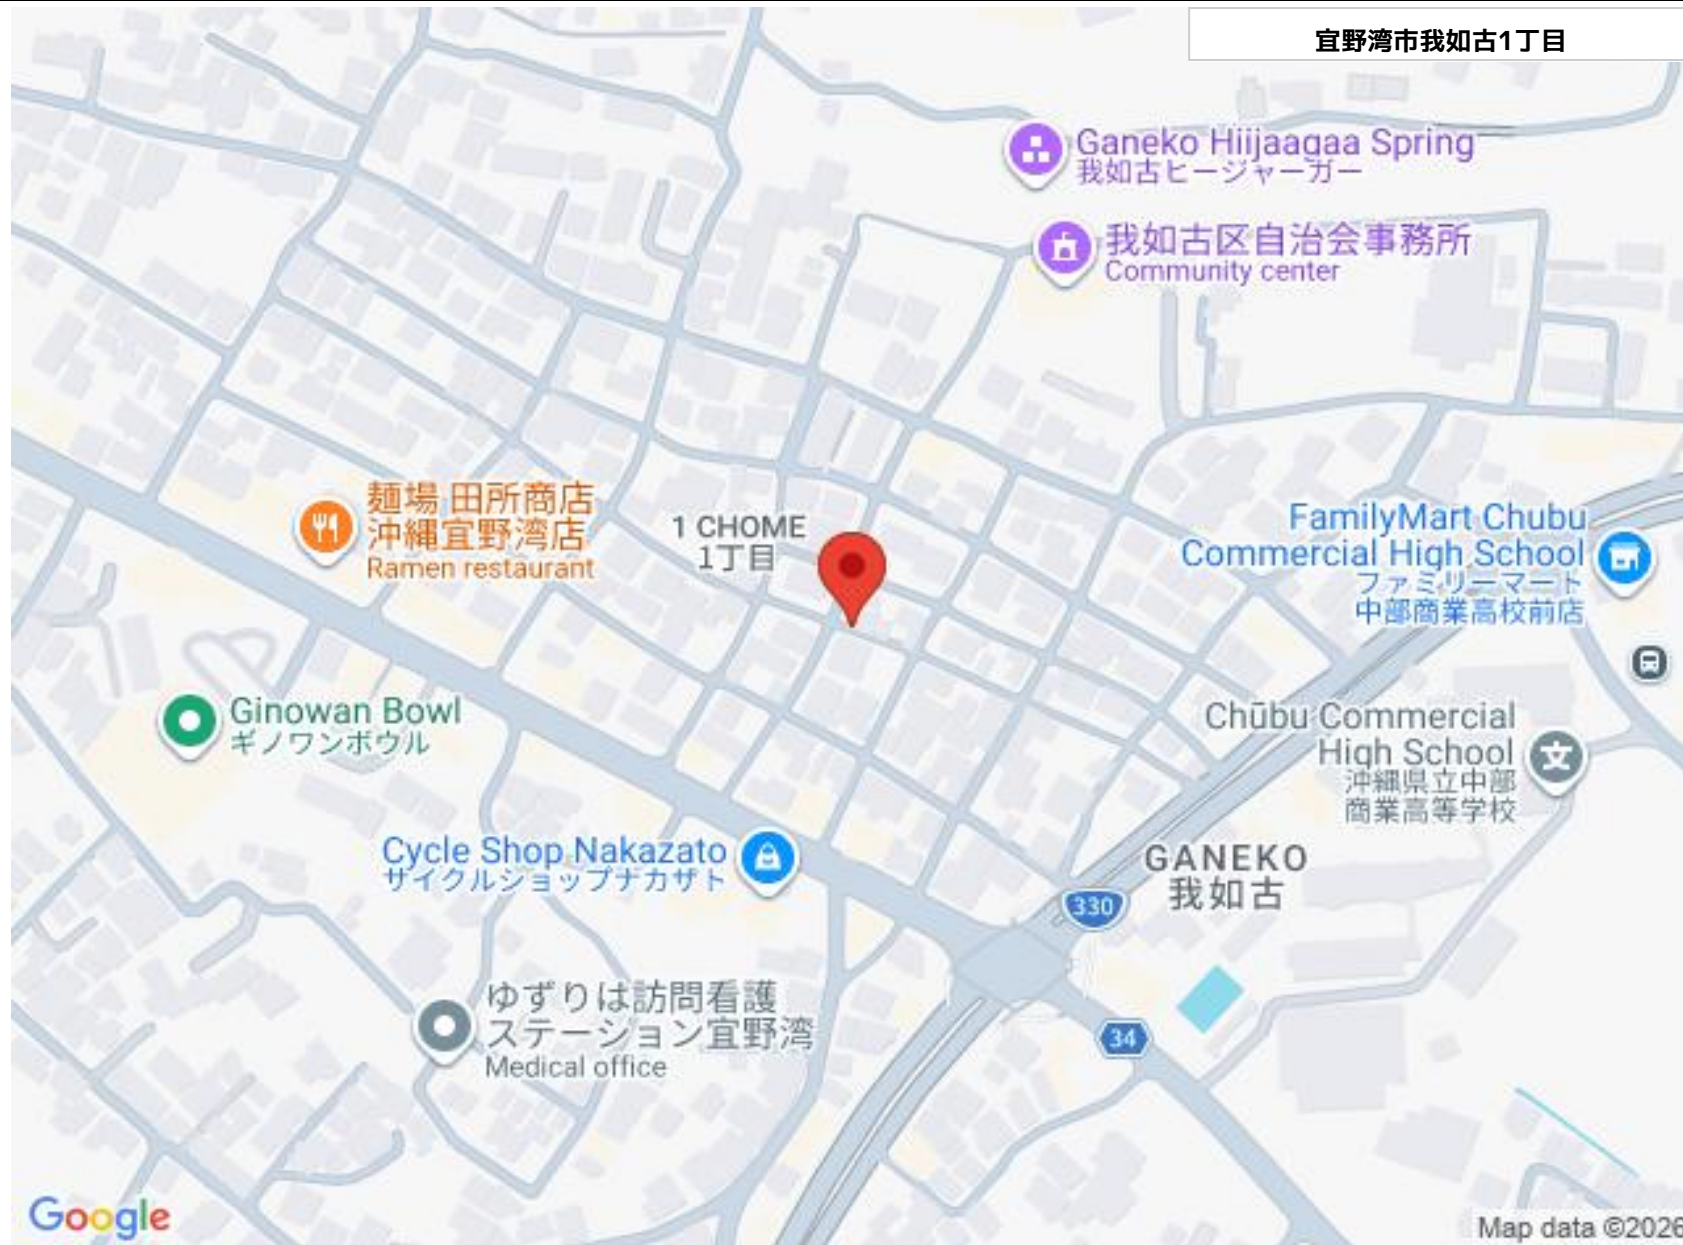 宜野湾市我如古1丁目
Ganeko Hiijaagaa Spring
我如古ヒージャーガー
我如古区自治会事務所
Community center
麺場 田所商店
沖縄宜野湾店
Ramen restaurant
1 CHOME
1丁目
FamilyMart Chubu
Commercial High School
ファミリーマート
中部商業高校前店
Ginowan Bowl
ギノワンボウル
Chūbu Commercial
High School
沖縄県立中部
商業高等学校
文
Cycle Shop Nakazato
サイクルショップナカザト
GANEKO
我如古
330
ゆずりは訪問看護
ステーション宜野湾
Medical office
34
Google
Map data ©2026